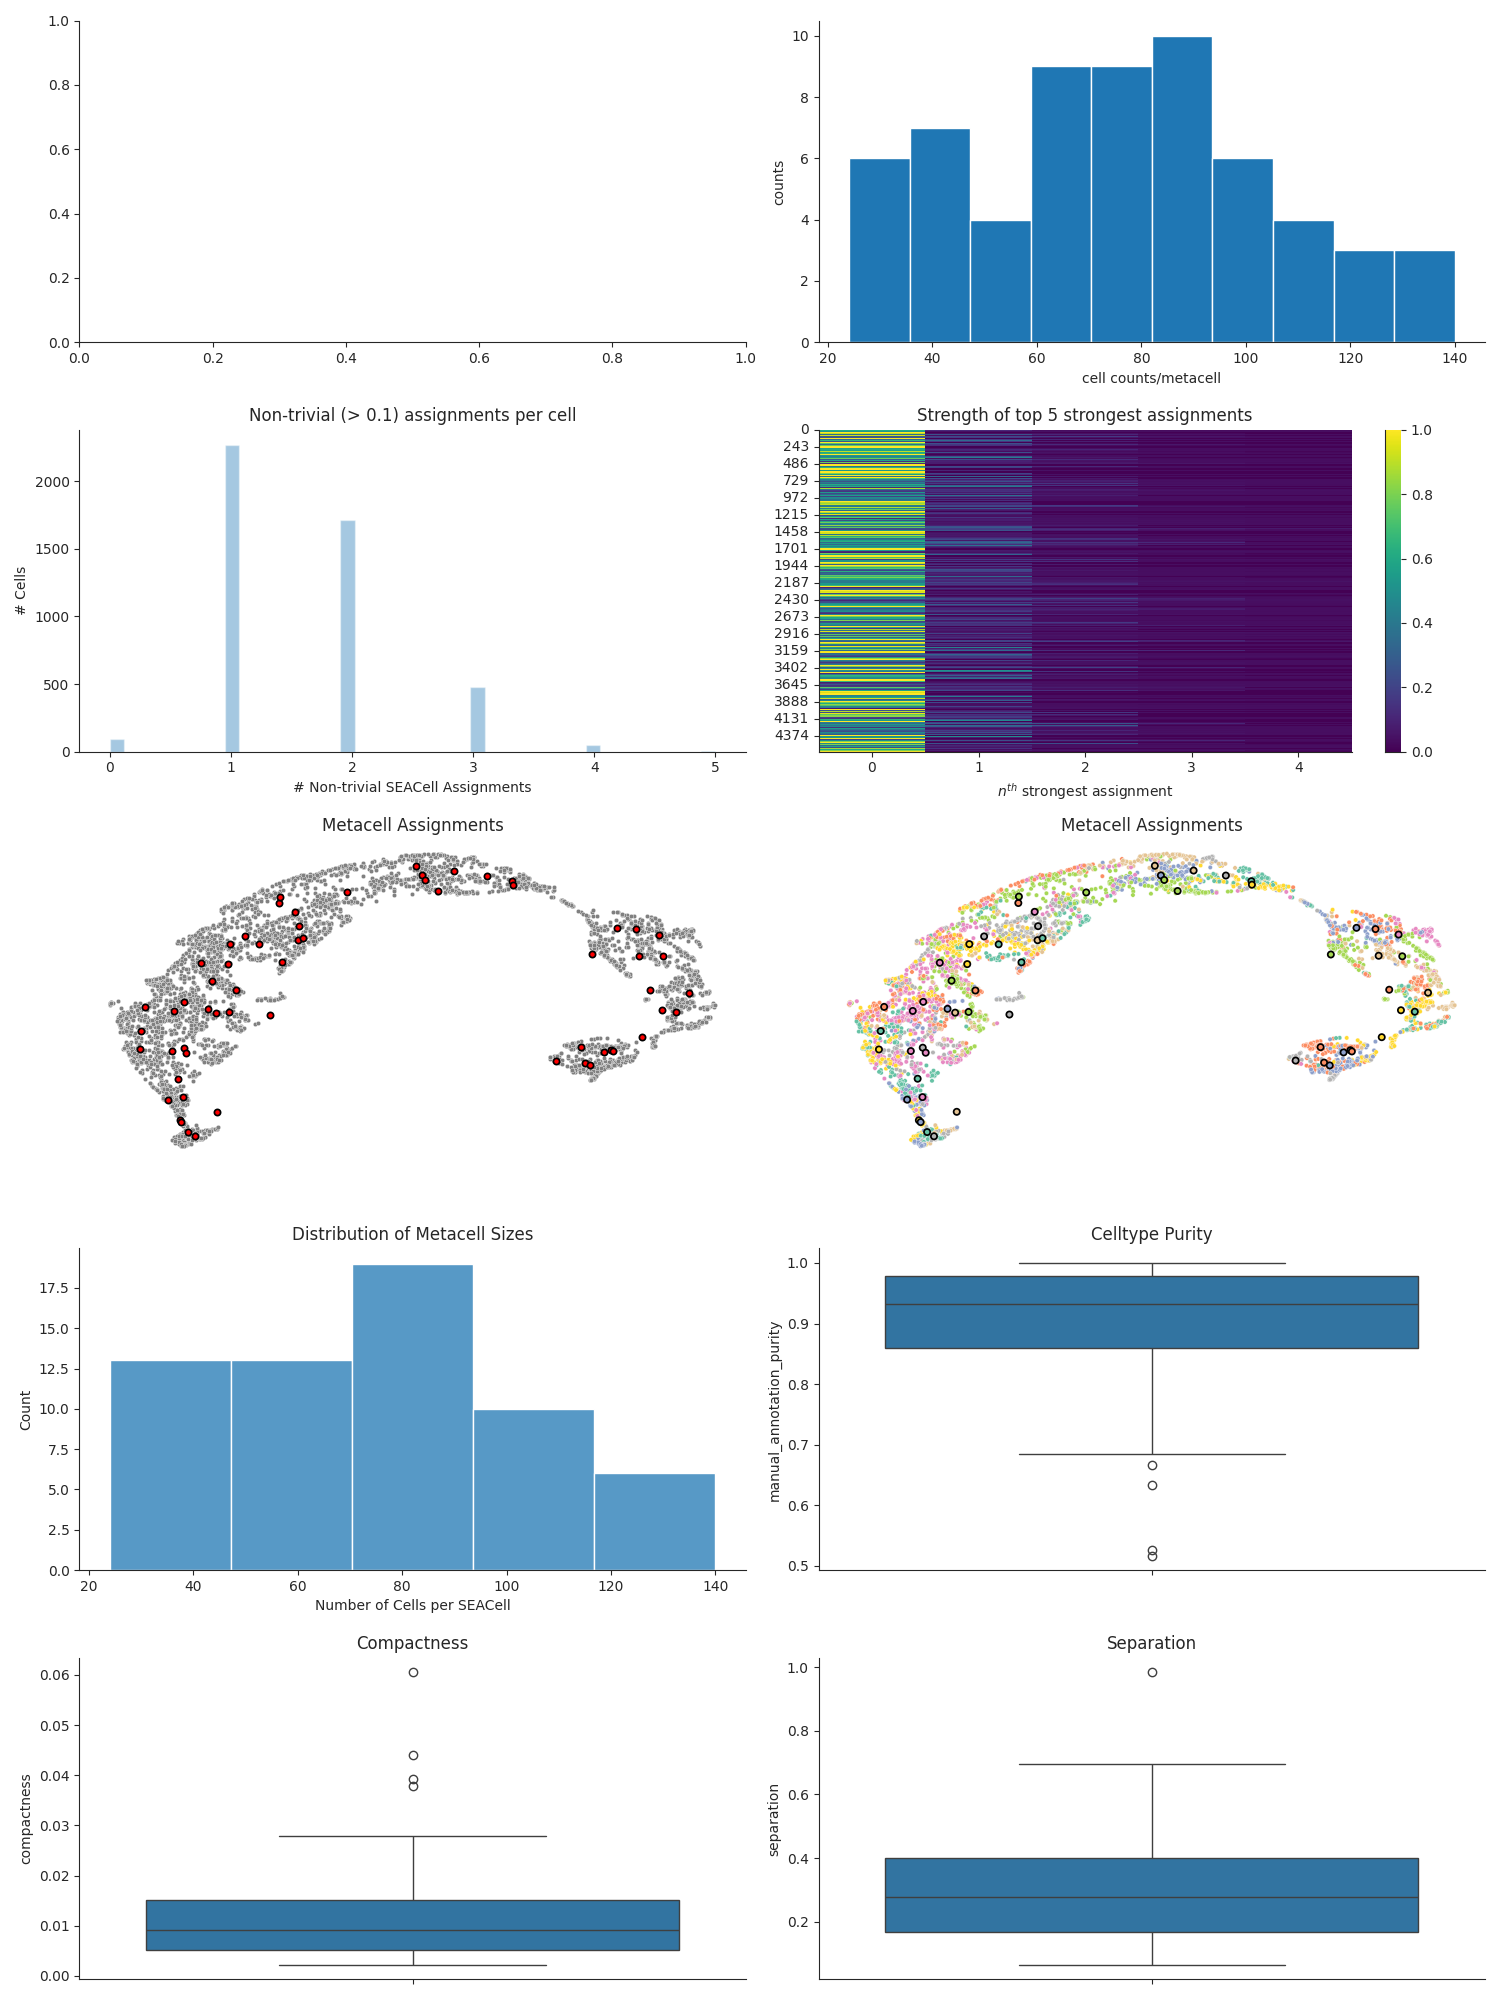 1.0
0.8
0.6
0.4
0.2
0.0
0.0 0.2 0.4 0.6 0.8 1.0
10
8
6
4
2
0
counts
20 40 60 80 100 120 140
cell counts/metacell
Non-trivial (> 0.1) assignments per cell
2000
1500
1000
500
0
# Cells
0 1 2 3 4 5
# Non-trivial SEACell Assignments
Strength of top 5 strongest assignments
0
243
486
729
972
1215
1458
1701
1944
2187
2430
2673
2916
3159
3402
3645
3888
4131
4374
0 1 2 3 4
nth strongest assignment
1.0
0.8
0.6
0.4
0.2
0.0
Metacell Assignments
Metacell Assignments
Distribution of Metacell Sizes
17.5
15.0
12.5
10.0
7.5
5.0
2.5
0.0
Count
20 40 60 80 100 120 140
Number of Cells per SEACell
Celltype Purity
1.0
0.9
0.8
0.7
0.6
0.5
manual_annotation_purity
Compactness
0.06
0.05
0.04
0.03
0.02
0.01
0.00
compactness
Separation
1.0
0.8
0.6
0.4
0.2
separation